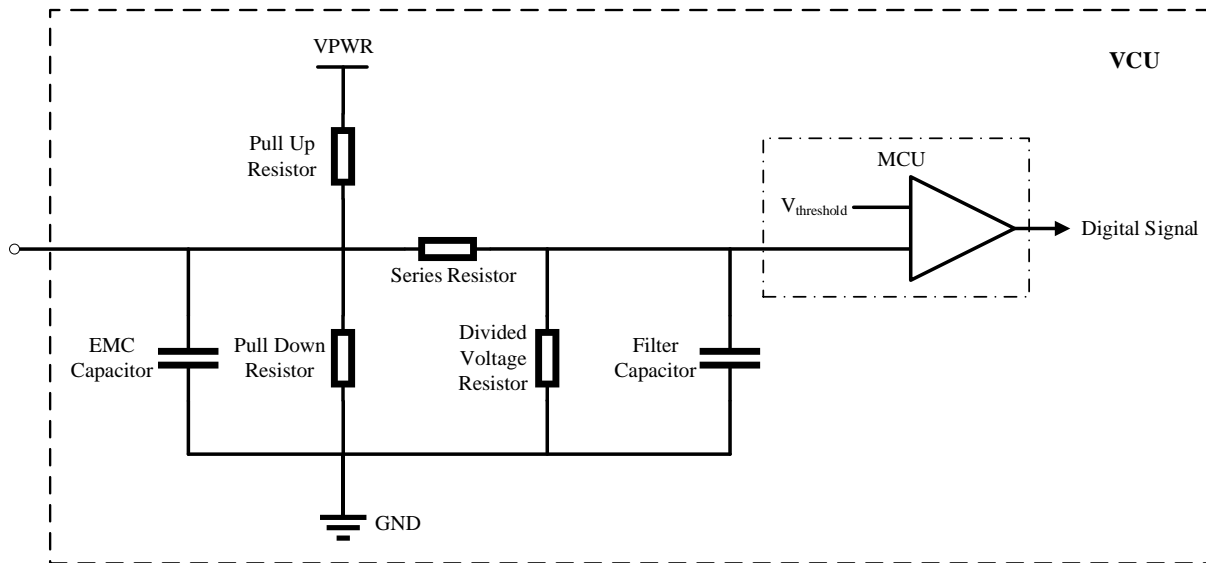 VPWR
VCU
Pull Up
Resistor
MCU
Vthreshold
Digital Signal
Series Resistor
EMC
Capacitor
Pull Down
Resistor
Divided
Voltage
Resistor
Filter
Capacitor
GND